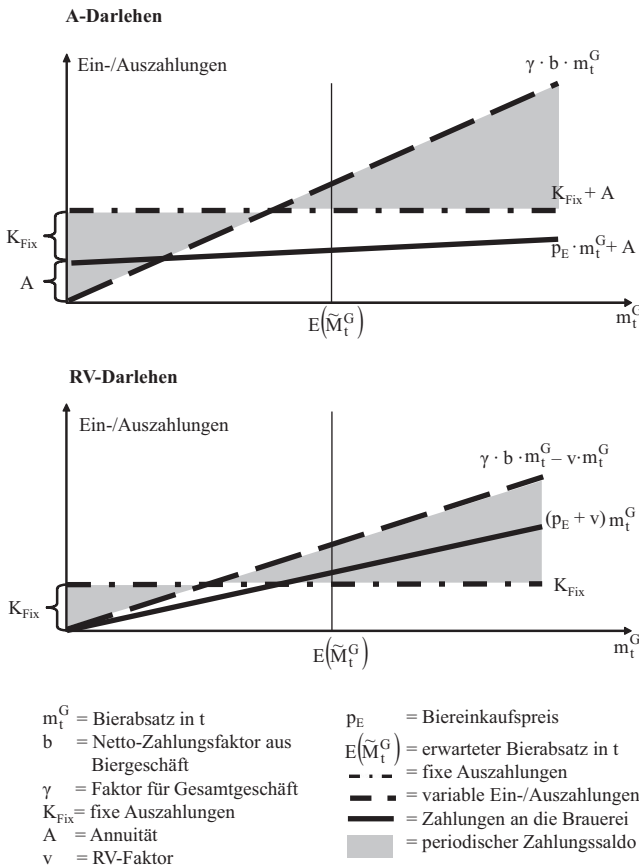 A-Darlehen
Ein-/Auszahlungen
γ · b · m_t^G
K_Fix + A
K_Fix
p_E · m_t^G + A
A
E(M̃_t^G)
m_t^G
RV-Darlehen
Ein-/Auszahlungen
γ · b · m_t^G – v · m_t^G
(p_E + v) m_t^G
K_Fix
K_Fix
E(M̃_t^G)
m_t^G
m_t^G = Bierabsatz in t
b = Netto-Zahlungsfaktor aus
Biergeschäft
γ = Faktor für Gesamtgeschäft
K_Fix = fixe Auszahlungen
A = Annuität
v = RV-Faktor
p_E = Biereinkaufspreis
E(M̃_t^G) = erwarteter Bierabsatz in t
= fixe Auszahlungen
= variable Ein-/Auszahlungen
= Zahlungen an die Brauerei
= periodischer Zahlungssaldo